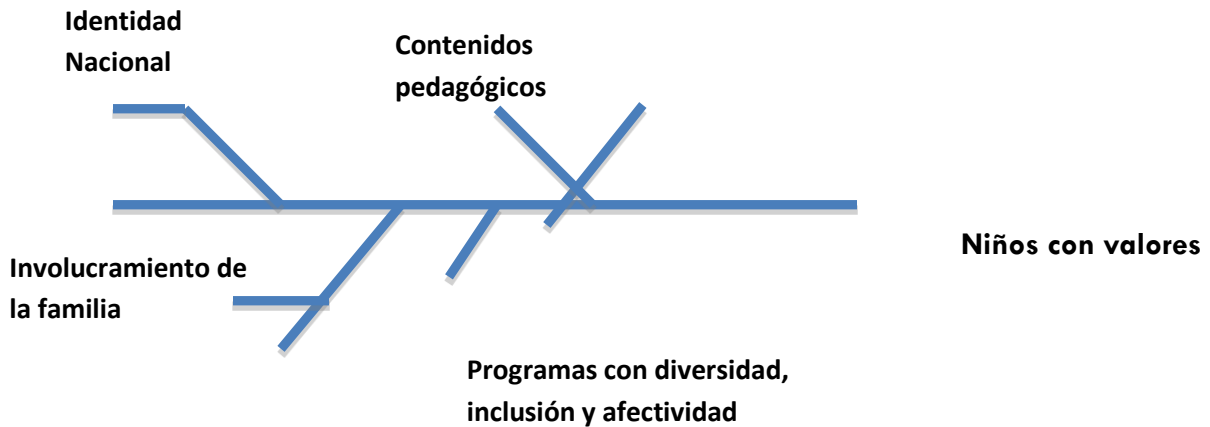 Identidad
Nacional
Contenidos
pedagógicos
Niños con valores
Involucramiento de
la familia
Programas con diversidad,
inclusión y afectividad